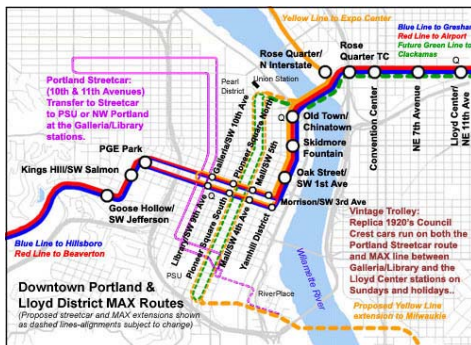 Yellow Line to Expo Center
Blue Line to Gresham
Red Line to Airport
Future Green Line to
Clackamas
Rose Quarter/
N Interstate
Rose
Quarter TC
Portland Streetcar:
(10th & 11th Avenues)
Transfer to Streetcar
to PSU or NW Portland
at the Galleria/Library
stations.
Pearl
District
Union Station
Convention Center
NE 7th Avenue
Lloyd Center/
NE 11th Ave
Old Town/
Chinatown
Skidmore
Fountain
Oak Street/
SW 1st Ave
Morrison/SW 3rd Ave
Yamhill District
Galleria/SW 10th Ave
Pioneer Square North
Mall/SW 5th
PGE Park
Kings Hill/SW Salmon
Goose Hollow/
SW Jefferson
Library/SW 9th Ave
Pioneer Square South
Mall/SW 4th Ave
Blue Line to Hillsboro
Red Line to Beaverton
PSU
RiverPlace
Willamette River
Vintage Trolley:
Replica 1920's Council
Crest cars run on both
the Portland Streetcar
route and MAX line between
Galleria/Library and the
Lloyd Center stations on
Sundays and holidays..
Downtown Portland &
Lloyd District MAX Routes
(Proposed streetcar and MAX extensions shown
as dashed lines-alignments subject to change)
Proposed Yellow Line
extension to Milwaukie